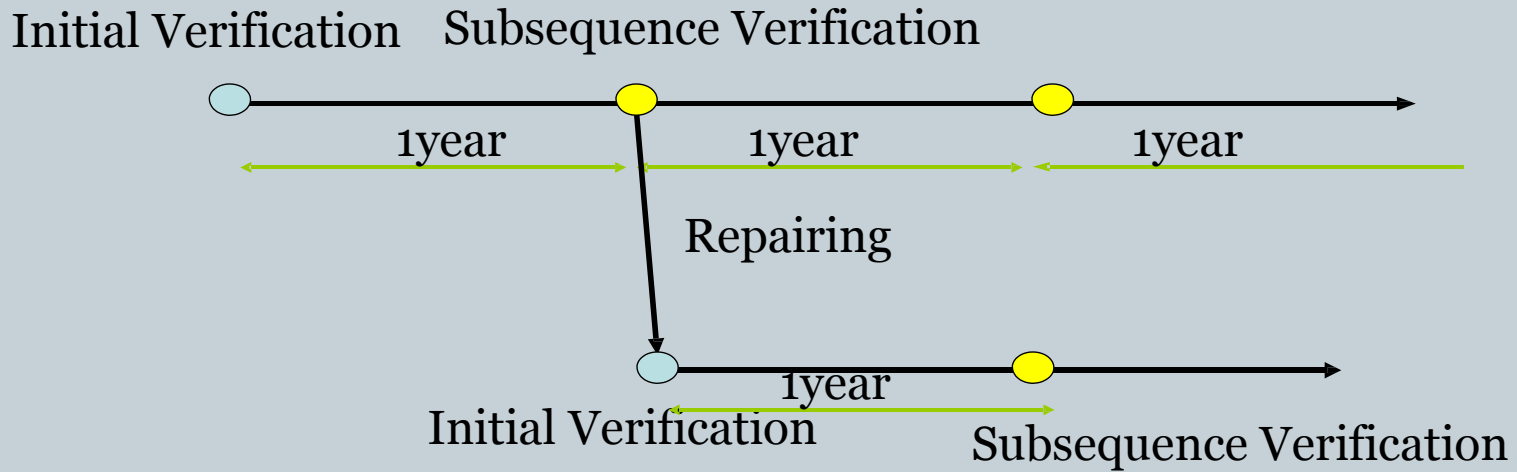 Initial Verification
Subsequence Verification
1year
1year
1year
Repairing
1year
Initial Verification
Subsequence Verification